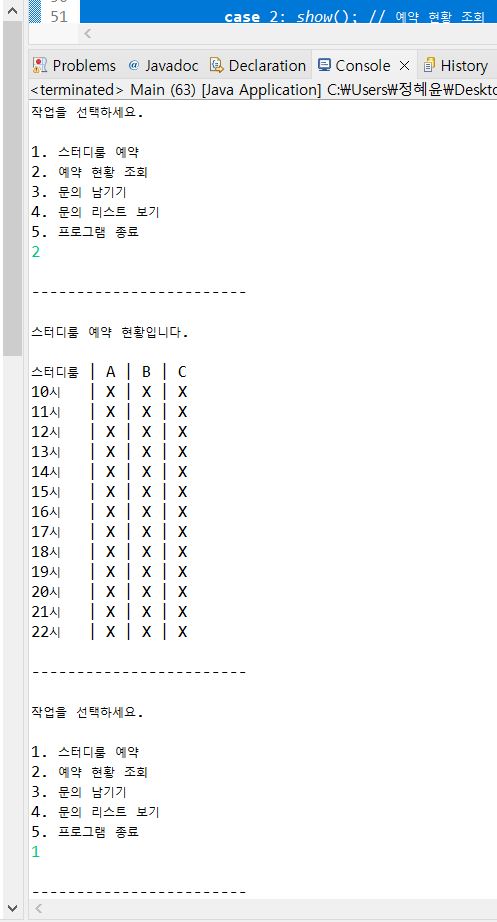 51 case 2: show(); // 예약 현황 조회
Problems @ Javadoc Declaration Console History
<terminated> Main (63) [Java Application] C:₩Users₩정혜윤₩Deskto
작업을 선택하세요.
1. 스터디룸 예약
2. 예약 현황 조회
3. 문의 남기기
4. 문의 리스트 보기
5. 프로그램 종료
2
------------------------
스터디룸 예약 현황입니다.
스터디룸 | A | B | C
10시 | X | X | X
11시 | X | X | X
12시 | X | X | X
13시 | X | X | X
14시 | X | X | X
15시 | X | X | X
16시 | X | X | X
17시 | X | X | X
18시 | X | X | X
19시 | X | X | X
20시 | X | X | X
21시 | X | X | X
22시 | X | X | X
------------------------
작업을 선택하세요.
1. 스터디룸 예약
2. 예약 현황 조회
3. 문의 남기기
4. 문의 리스트 보기
5. 프로그램 종료
1
------------------------